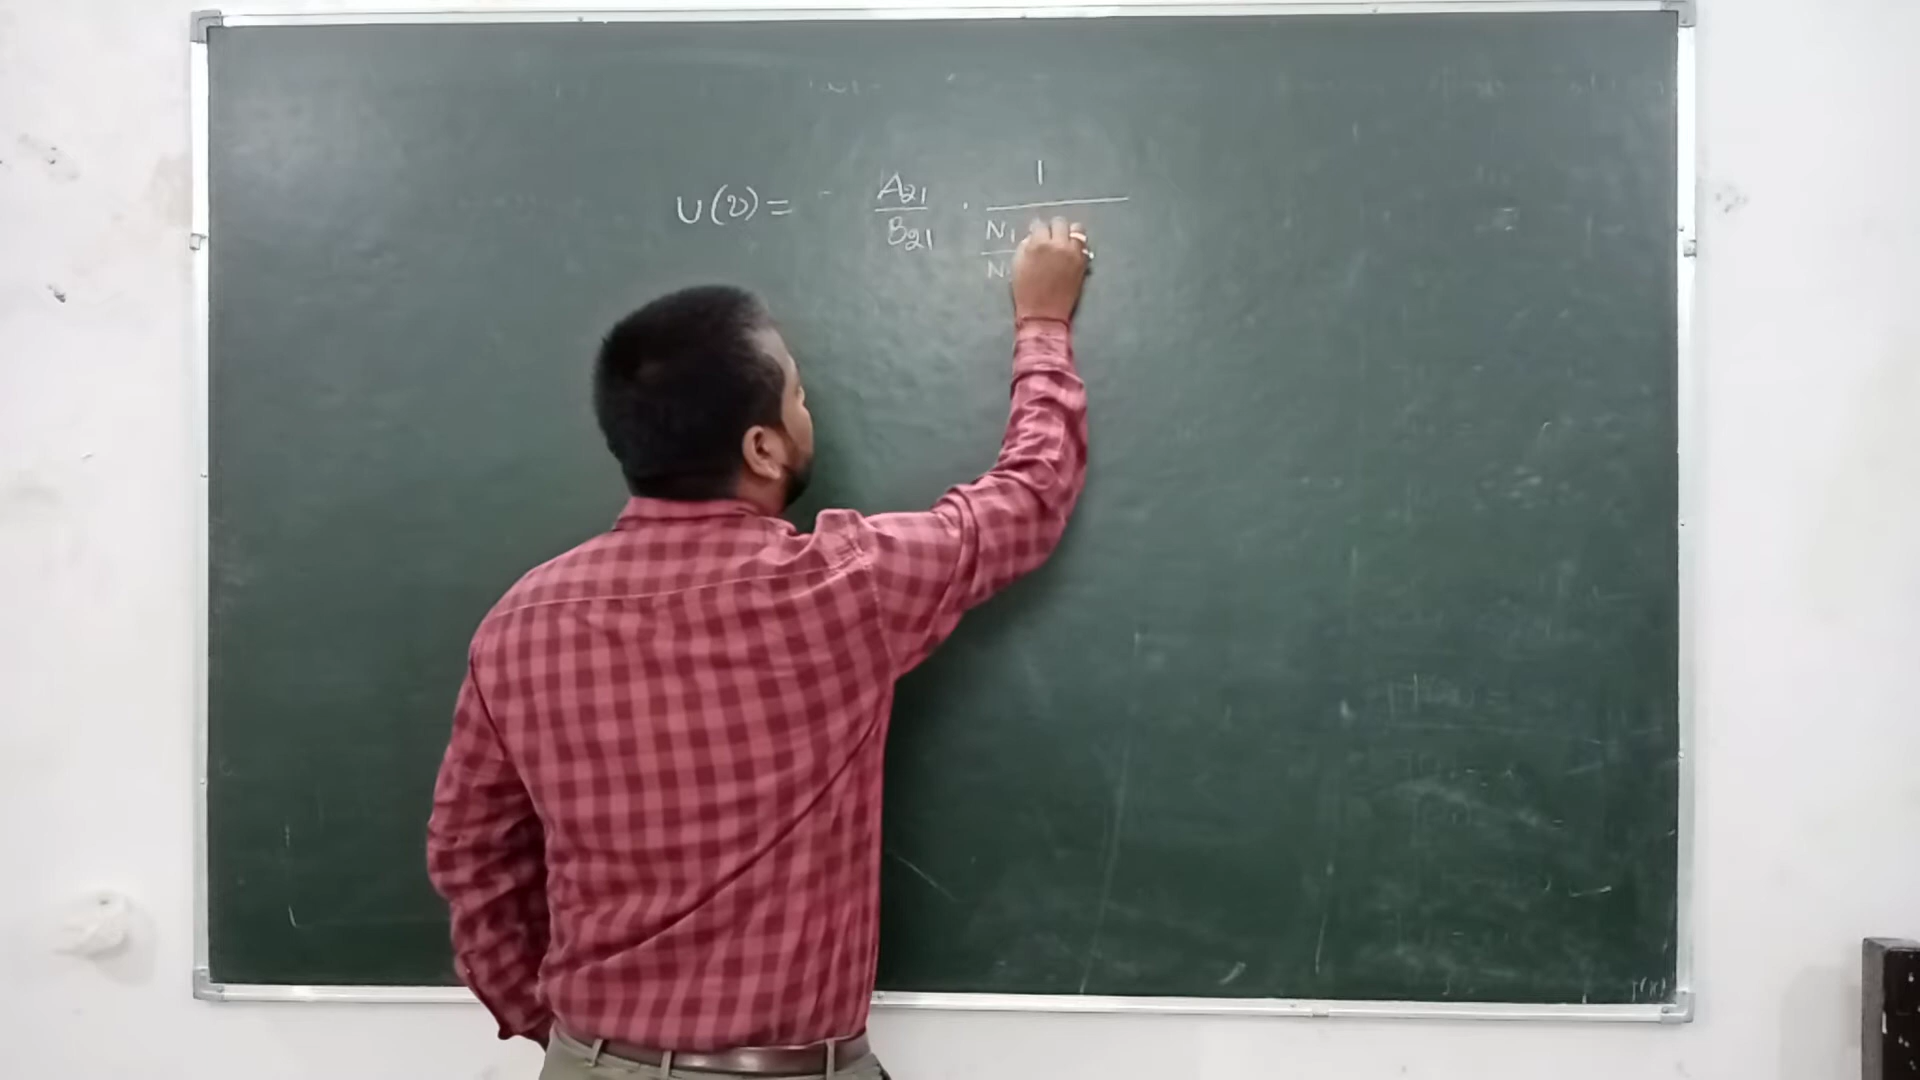 U(ν) = A21/B21 · 1/(N1/N